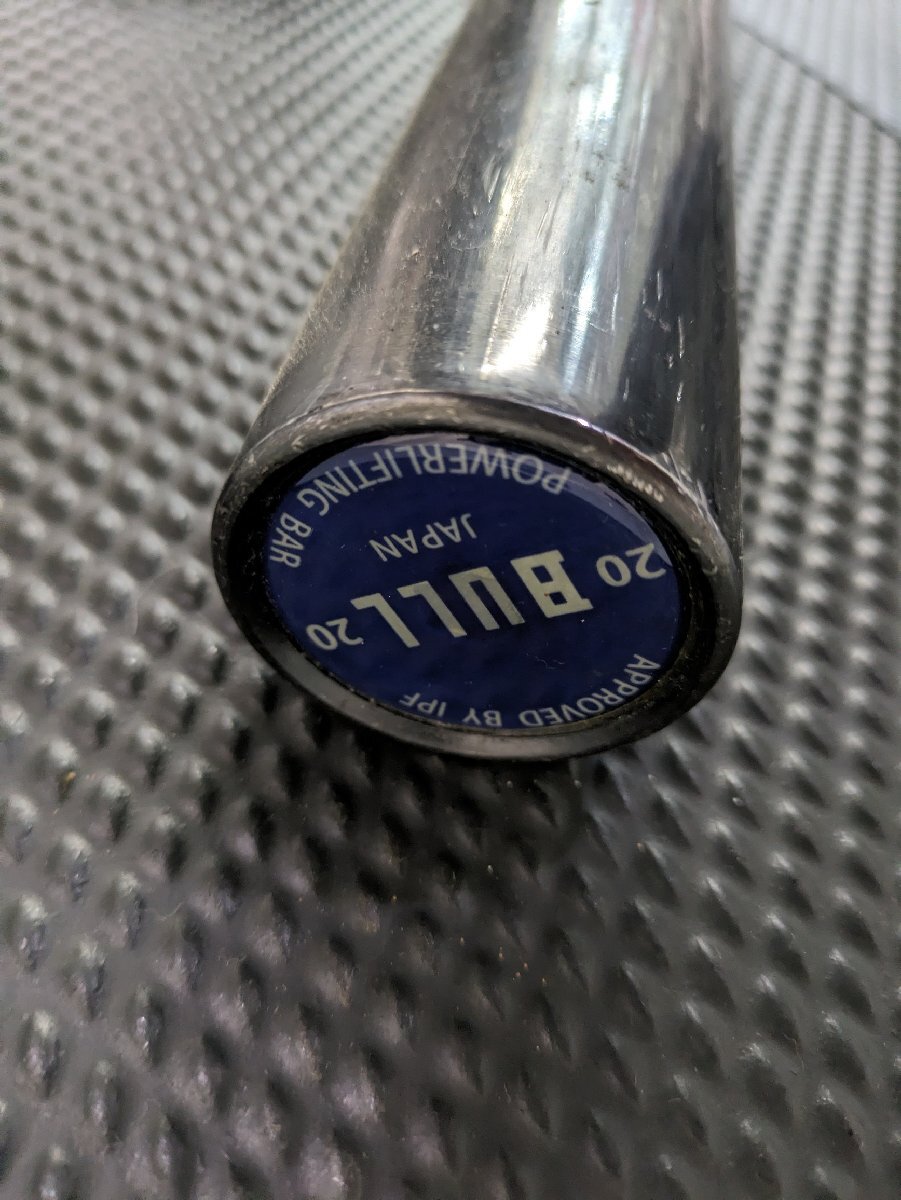 APPROVED BY IPF
20 BULL 20
JAPAN
POWERLIFTING BAR